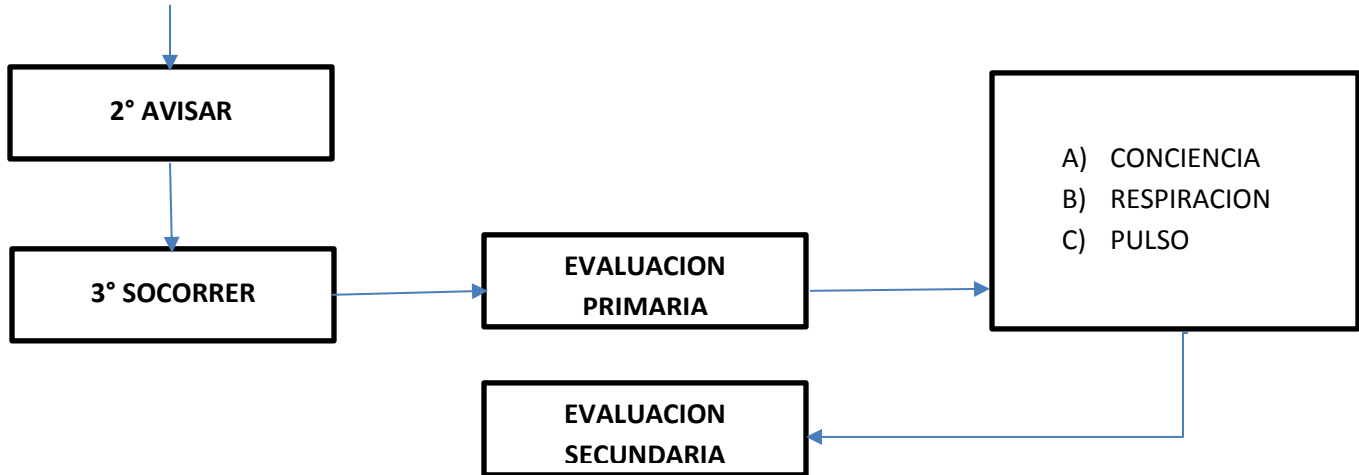 2° AVISAR
3° SOCORRER
EVALUACION
PRIMARIA
A) CONCIENCIA
B) RESPIRACION
C) PULSO
EVALUACION
SECUNDARIA